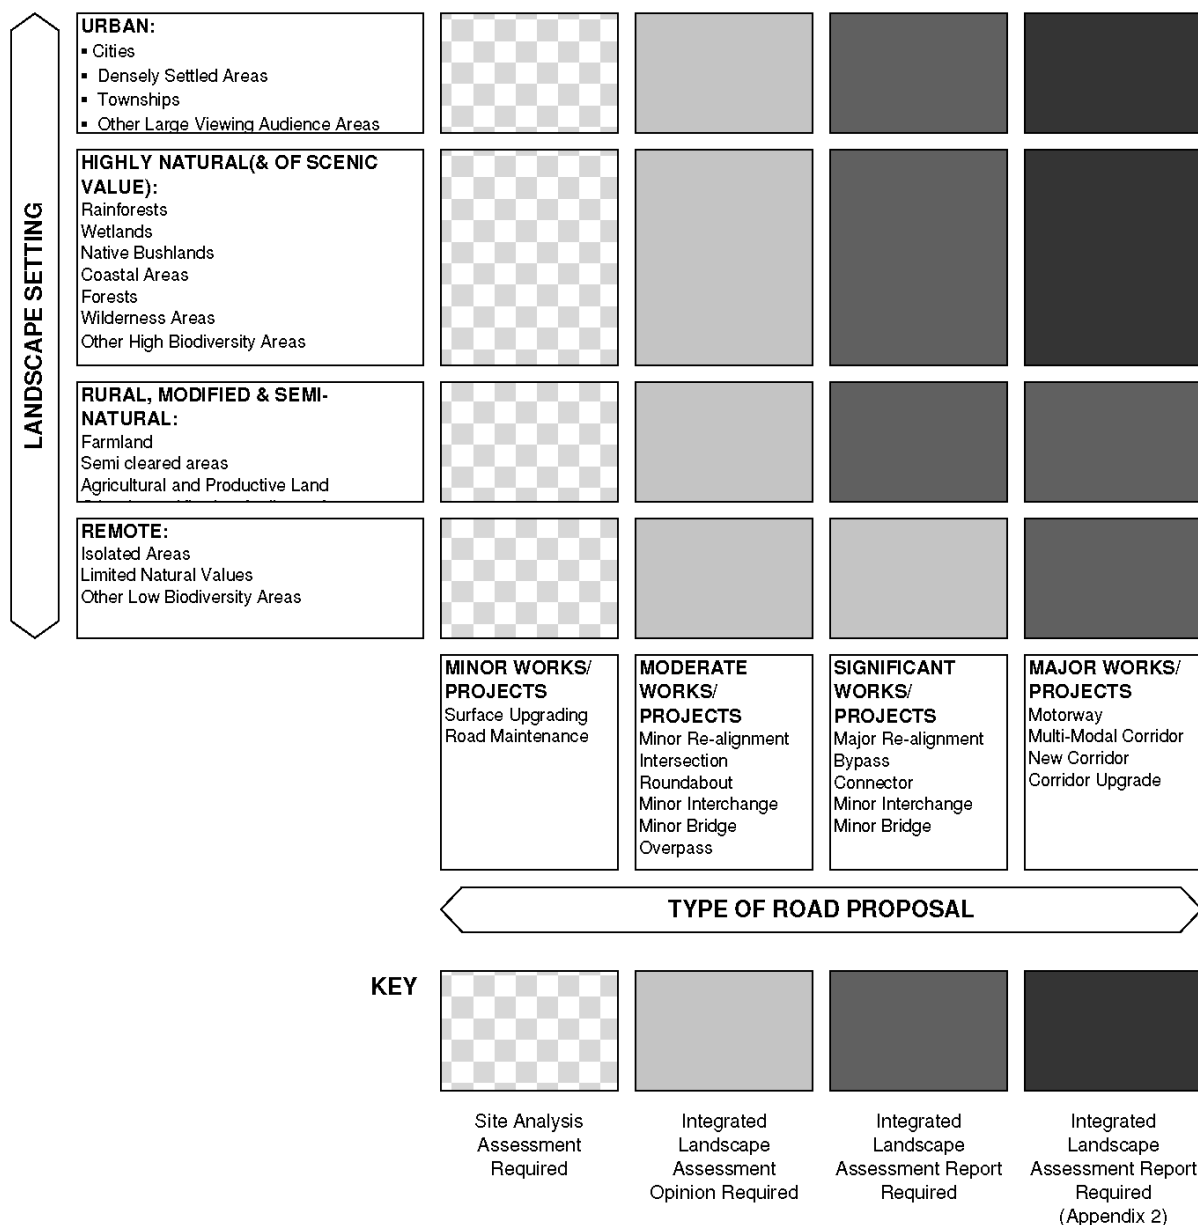 LANDSCAPE SETTING
URBAN:
▪ Cities
▪ Densely Settled Areas
▪ Townships
▪ Other Large Viewing Audience Areas
HIGHLY NATURAL(& OF SCENIC
VALUE):
Rainforests
Wetlands
Native Bushlands
Coastal Areas
Forests
Wilderness Areas
Other High Biodiversity Areas
RURAL, MODIFIED & SEMI-
NATURAL:
Farmland
Semi cleared areas
Agricultural and Productive Land
REMOTE:
Isolated Areas
Limited Natural Values
Other Low Biodiversity Areas
MINOR WORKS/
PROJECTS
Surface Upgrading
Road Maintenance
MODERATE
WORKS/
PROJECTS
Minor Re-alignment
Intersection
Roundabout
Minor Interchange
Minor Bridge
Overpass
SIGNIFICANT
WORKS/
PROJECTS
Major Re-alignment
Bypass
Connector
Minor Interchange
Minor Bridge
MAJOR WORKS/
PROJECTS
Motorway
Multi-Modal Corridor
New Corridor
Corridor Upgrade
TYPE OF ROAD PROPOSAL
KEY
Site Analysis
Assessment
Required
Integrated
Landscape
Assessment
Opinion Required
Integrated
Landscape
Assessment Report
Required
Integrated
Landscape
Assessment Report
Required
(Appendix 2)